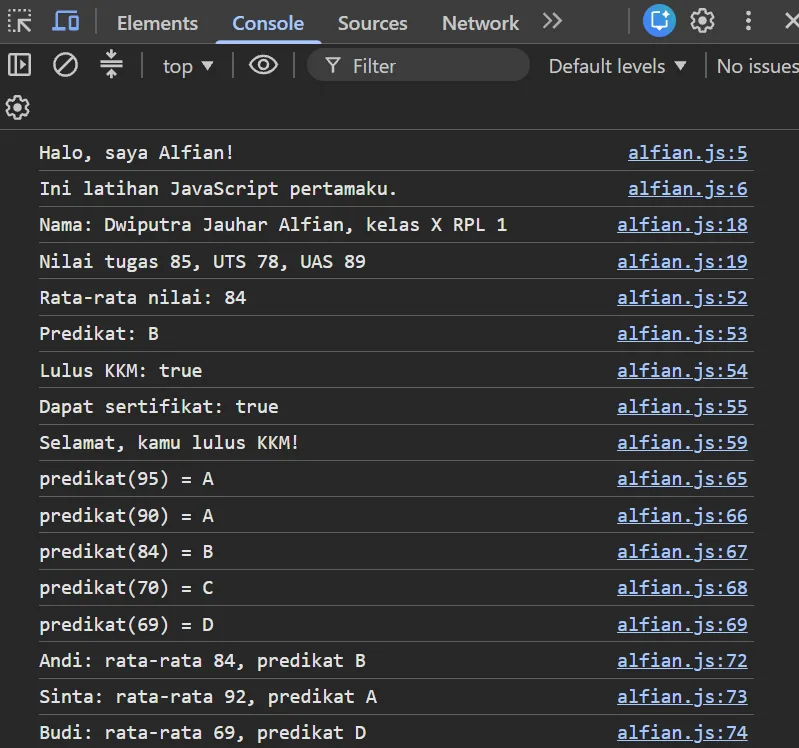 Elements Console Sources Network
top Filter Default levels No issues
Halo, saya Alfian! alfian.js:5
Ini latihan JavaScript pertamaku. alfian.js:6
Nama: Dwiputra Jauhar Alfian, kelas X RPL 1 alfian.js:18
Nilai tugas 85, UTS 78, UAS 89 alfian.js:19
Rata-rata nilai: 84 alfian.js:52
Predikat: B alfian.js:53
Lulus KKM: true alfian.js:54
Dapat sertifikat: true alfian.js:55
Selamat, kamu lulus KKM! alfian.js:59
predikat(95) = A alfian.js:65
predikat(90) = A alfian.js:66
predikat(84) = B alfian.js:67
predikat(70) = C alfian.js:68
predikat(69) = D alfian.js:69
Andi: rata-rata 84, predikat B alfian.js:72
Sinta: rata-rata 92, predikat A alfian.js:73
Budi: rata-rata 69, predikat D alfian.js:74